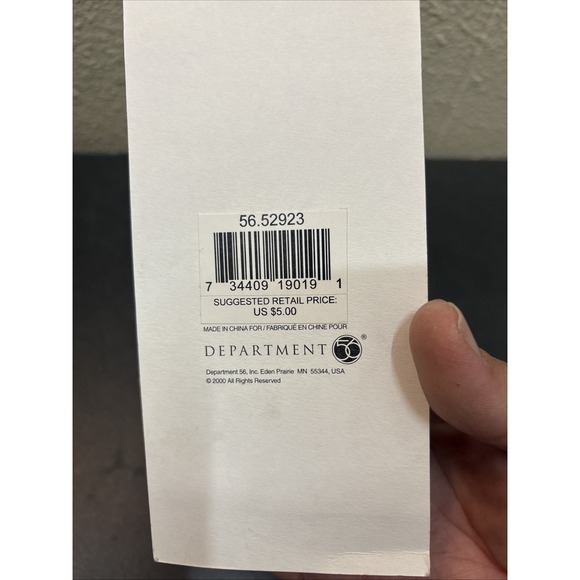 56.52923
7 34409 19019 1
SUGGESTED RETAIL PRICE:
US $5.00
MADE IN CHINA FOR / FABRIQUÉ EN CHINE POUR
DEPARTMENT 56®
Department 56, Inc. Eden Prairie MN 55344, USA
© 2000 All Rights Reserved